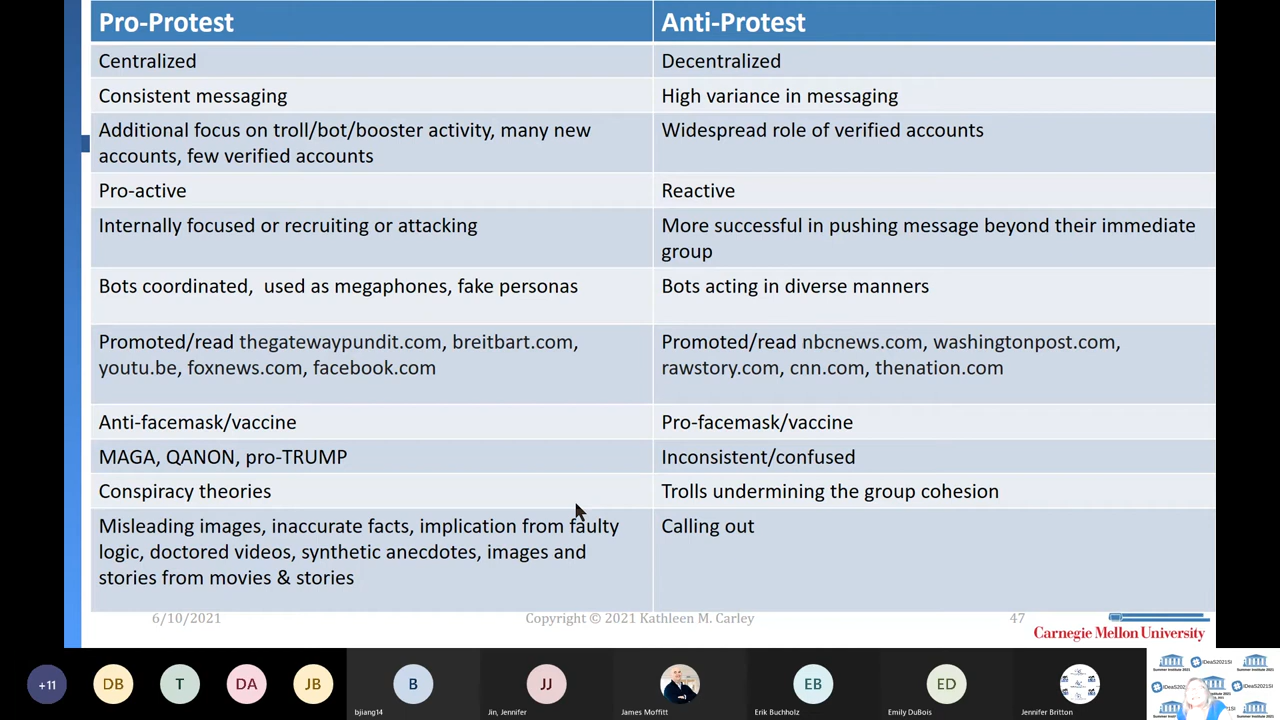 Pro-Protest
Anti-Protest
Centralized
Decentralized
Consistent messaging
High variance in messaging
Additional focus on troll/bot/booster activity, many new
accounts, few verified accounts
Widespread role of verified accounts
Pro-active
Reactive
Internally focused or recruiting or attacking
More successful in pushing message beyond their immediate
group
Bots coordinated, used as megaphones, fake personas
Bots acting in diverse manners
Promoted/read thegatewaypundit.com, breitbart.com,
youtu.be, foxnews.com, facebook.com
Promoted/read nbcnews.com, washingtonpost.com,
rawstory.com, cnn.com, thenation.com
Anti-facemask/vaccine
Pro-facemask/vaccine
MAGA, QANON, pro-TRUMP
Inconsistent/confused
Conspiracy theories
Trolls undermining the group cohesion
Misleading images, inaccurate facts, implication from faulty
logic, doctored videos, synthetic anecdotes, images and
stories from movies & stories
Calling out
6/10/2021
Copyright © 2021 Kathleen M. Carley
47
Carnegie Mellon University
+11
DB
T
DA
JB
B
bjiang14
JJ
Jin, Jennifer
James Moffitt
EB
Erik Buchholz
ED
Emily DuBois
Jennifer Britton